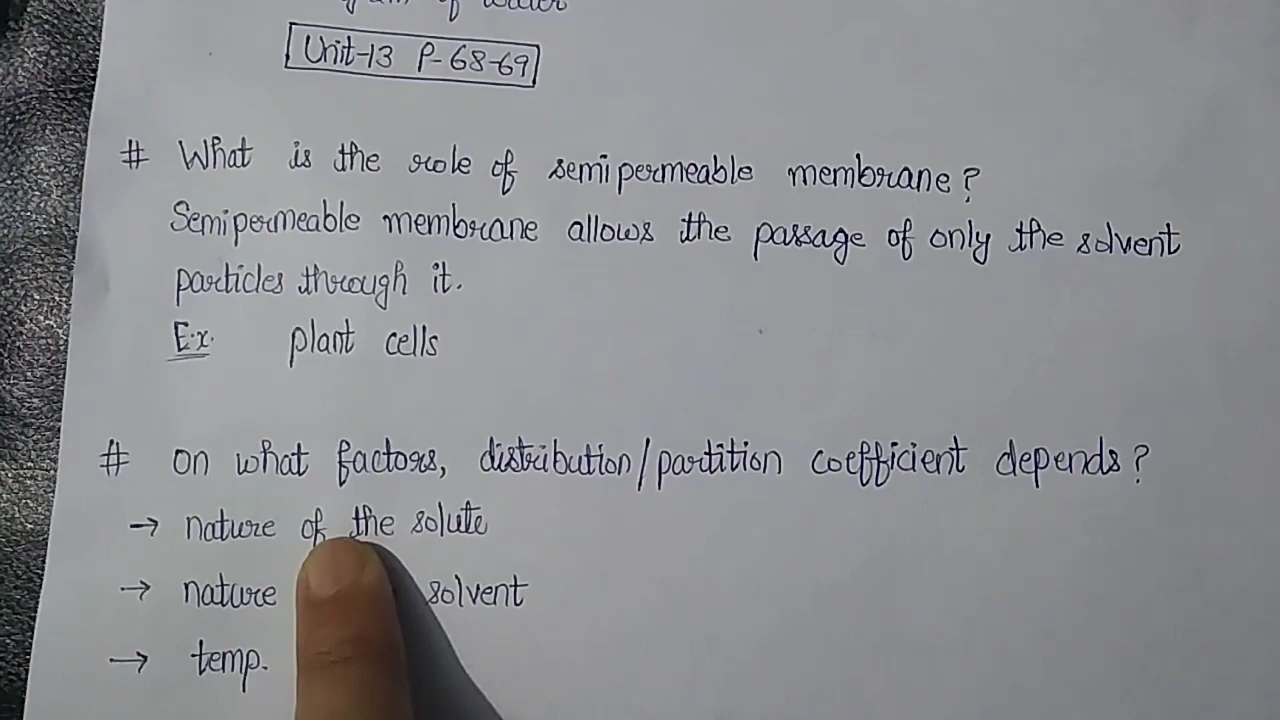 of water
Unit-13 P-68-69
# What is the role of semipermeable membrane?
Semipermeable membrane allows the passage of only the solvent
particles through it.
Ex. plant cells
# on what factors, distribution/partition coefficient depends?
→ nature of the solute
→ nature solvent
→ temp.